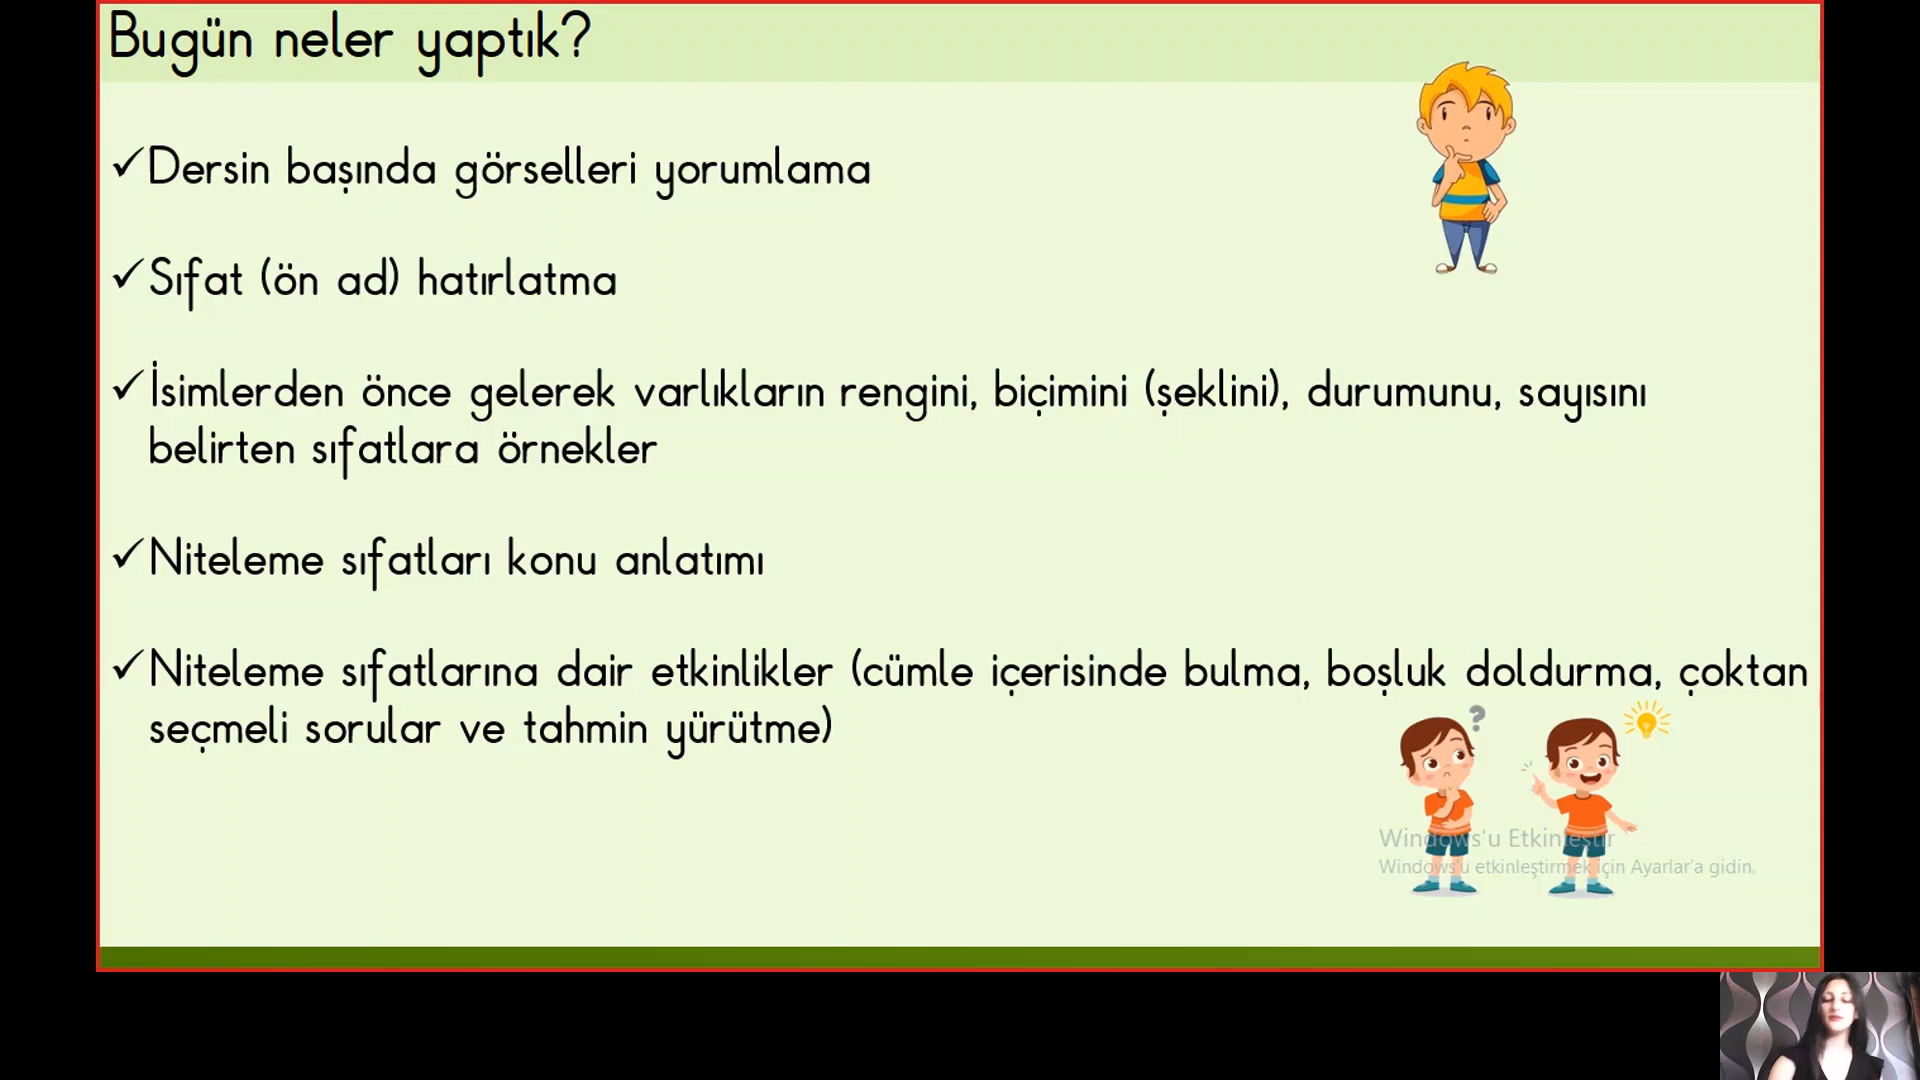 Bugün neler yaptık?
✓Dersin başında görselleri yorumlama
✓Sıfat (ön ad) hatırlatma
✓İsimlerden önce gelerek varlıkların rengini, biçimini (şeklini), durumunu, sayısını
belirten sıfatlara örnekler
✓Niteleme sıfatları konu anlatımı
✓Niteleme sıfatlarına dair etkinlikler (cümle içerisinde bulma, boşluk doldurma, çoktan
seçmeli sorular ve tahmin yürütme)
?
Windows'u Etkinleştir
Windows'u etkinleştirmek için Ayarlar'a gidin.